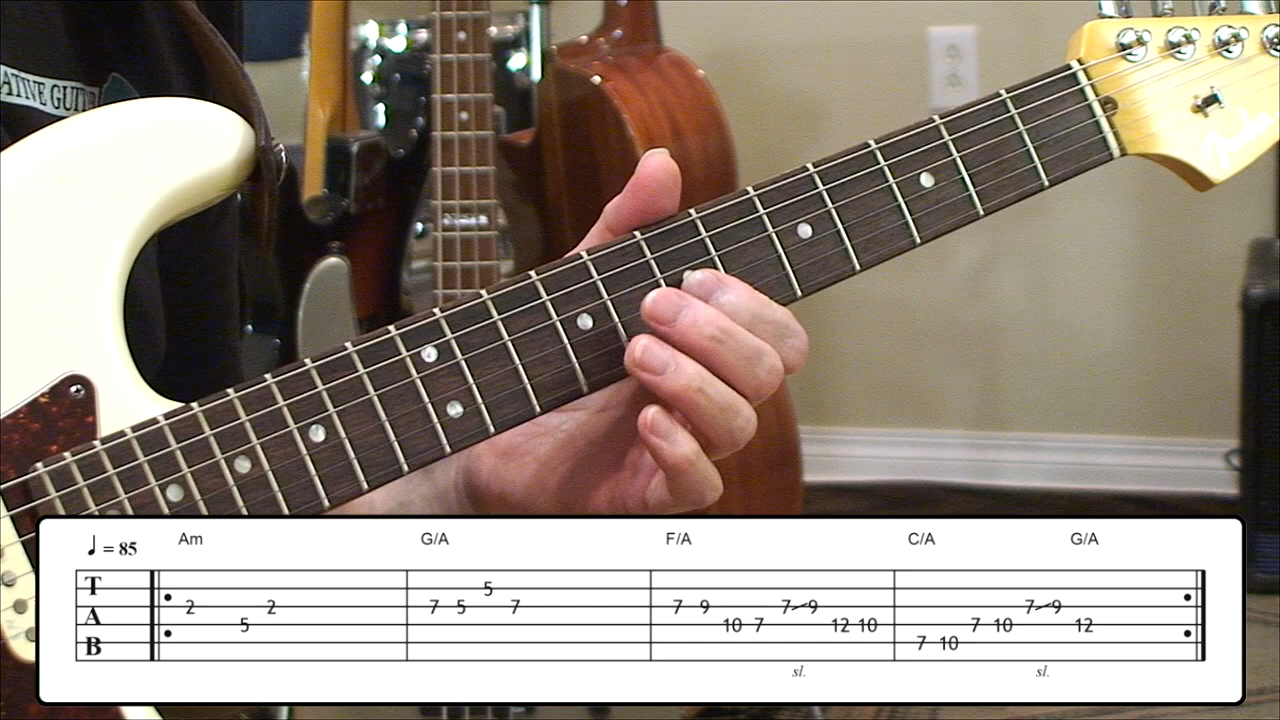 ATIVE GUIT
Fender
♩ = 85
Am G/A F/A C/A G/A
T
A
B
5
2 2 7 5 7 7 9 7 9 7 9
5 10 7 12 10 7 10 12
7 10
sl. sl.